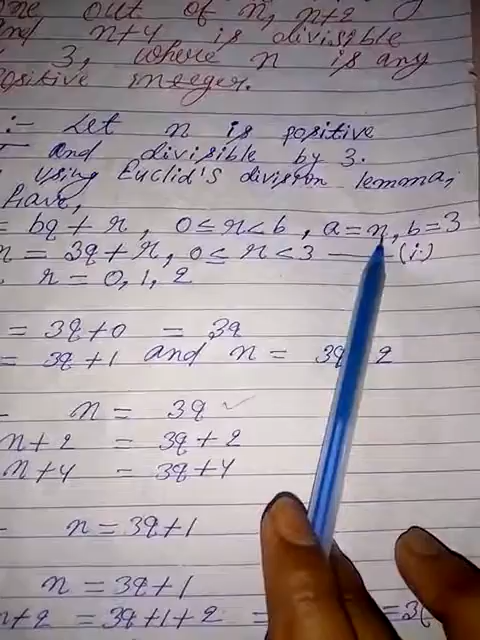 out of n, n+2
and n+4 is divisible
3, where n is any
positive integer.
:- Let n is positive
and divisible by 3.
using Euclid's division lemma,
have,
= bq + r, 0 ≤ r < b, a = n, b = 3
n = 3q + r, 0 ≤ r < 3 — (i)
r = 0, 1, 2
= 3q + 0 = 3q
= 3q + 1 and n = 3q 2
n = 3q ✓
n + 2 = 3q + 2
n + 4 = 3q + 4
n = 3q + 1
n = 3q + 1
n + 2 = 3q + 1 + 2 = = 3(